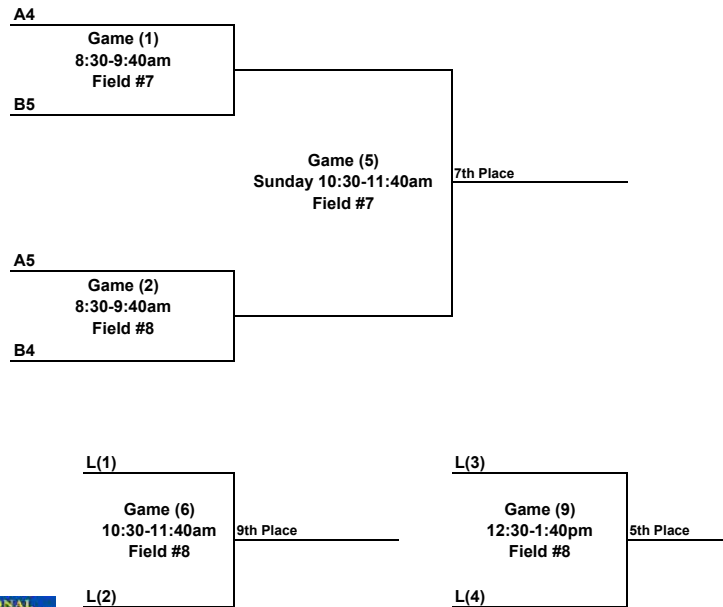 A4
Game (1)
8:30-9:40am
Field #7
B5
Game (5)
Sunday 10:30-11:40am
Field #7
7th Place
A5
Game (2)
8:30-9:40am
Field #8
B4
L(1)
Game (6)
10:30-11:40am
Field #8
9th Place
L(2)
L(3)
Game (9)
12:30-1:40pm
Field #8
5th Place
L(4)